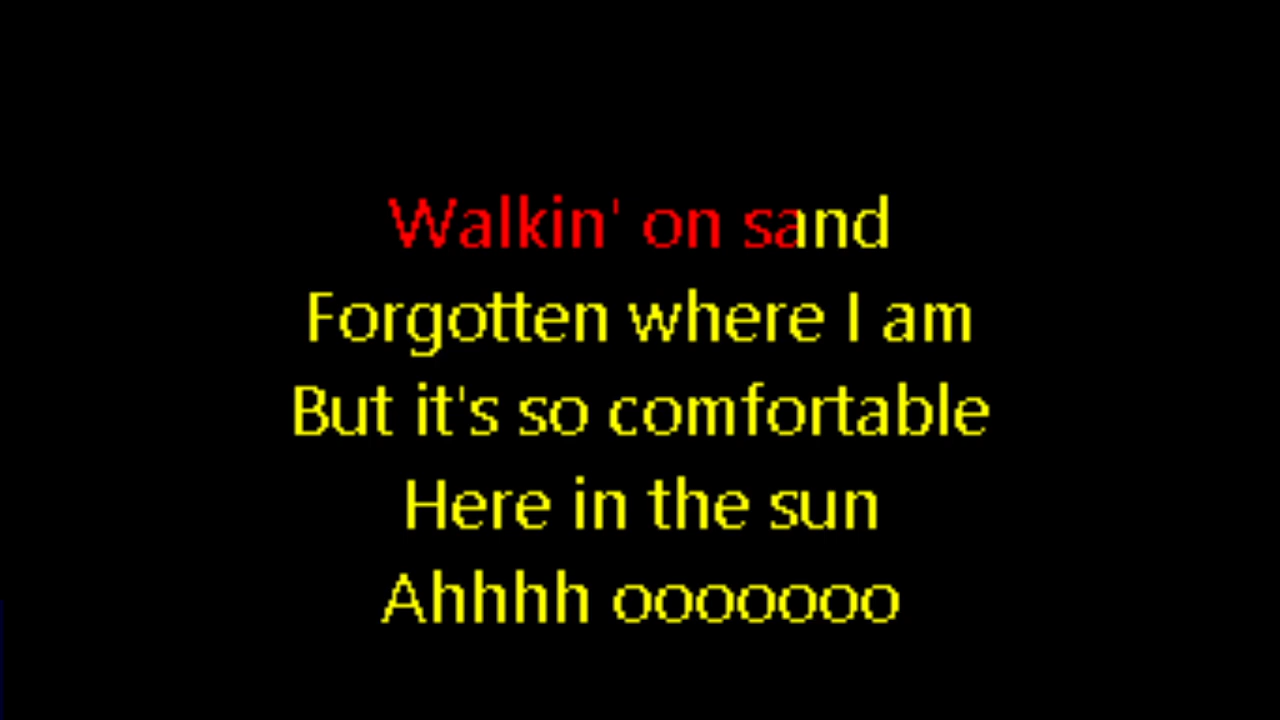 Walkin' on sand
Forgotten where I am
But it's so comfortable
Here in the sun
Ahhhh ooooooo